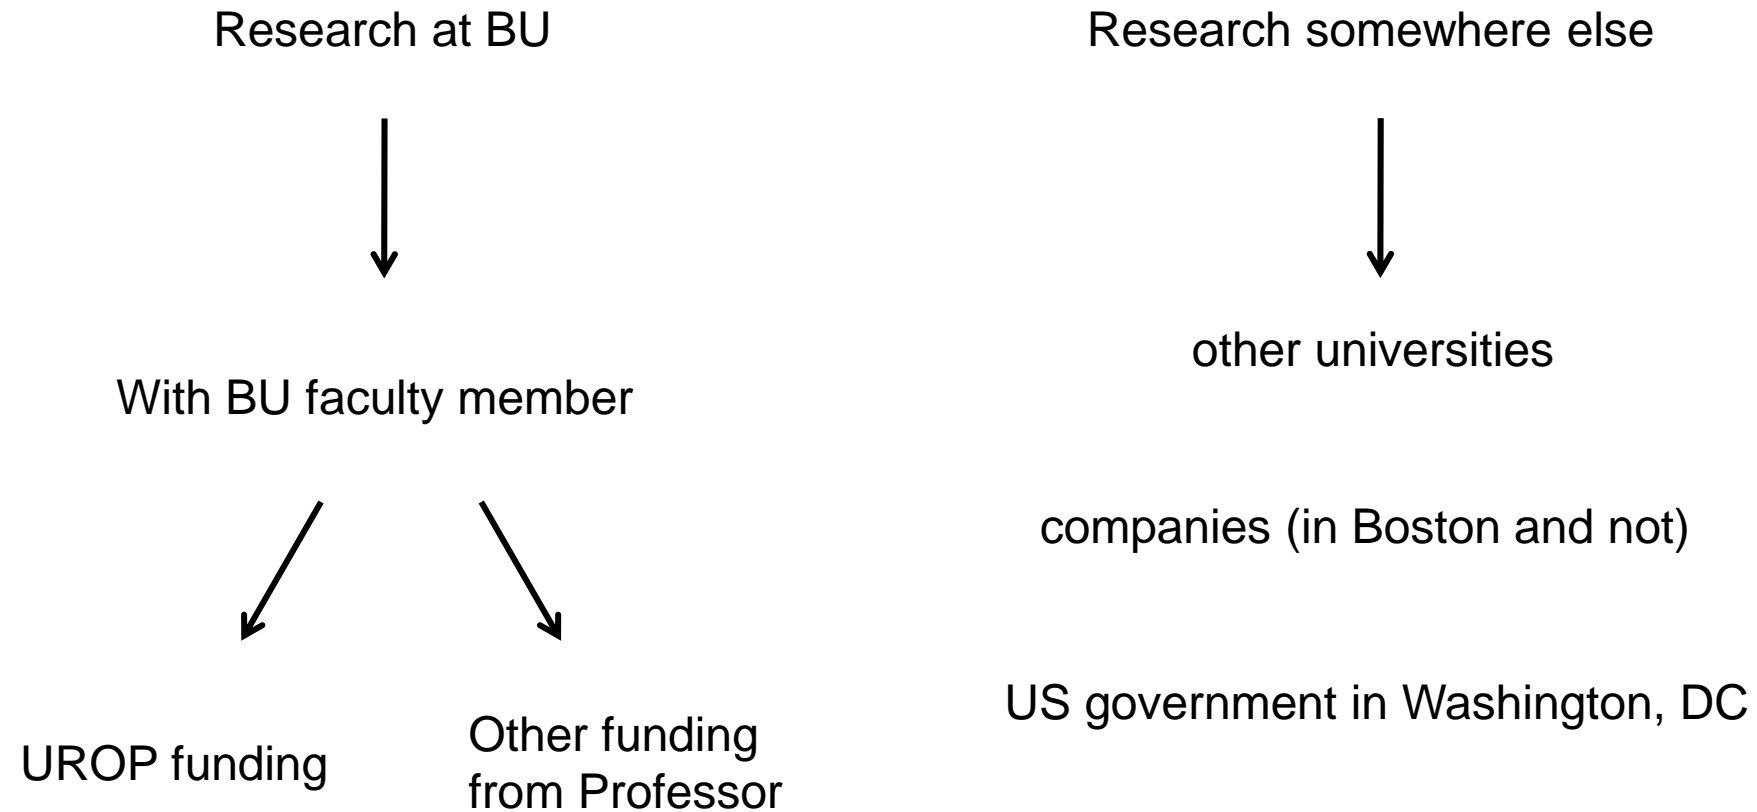 Research at BU
With BU faculty member
UROP funding
Other funding
from Professor
Research somewhere else
other universities
companies (in Boston and not)
US government in Washington, DC